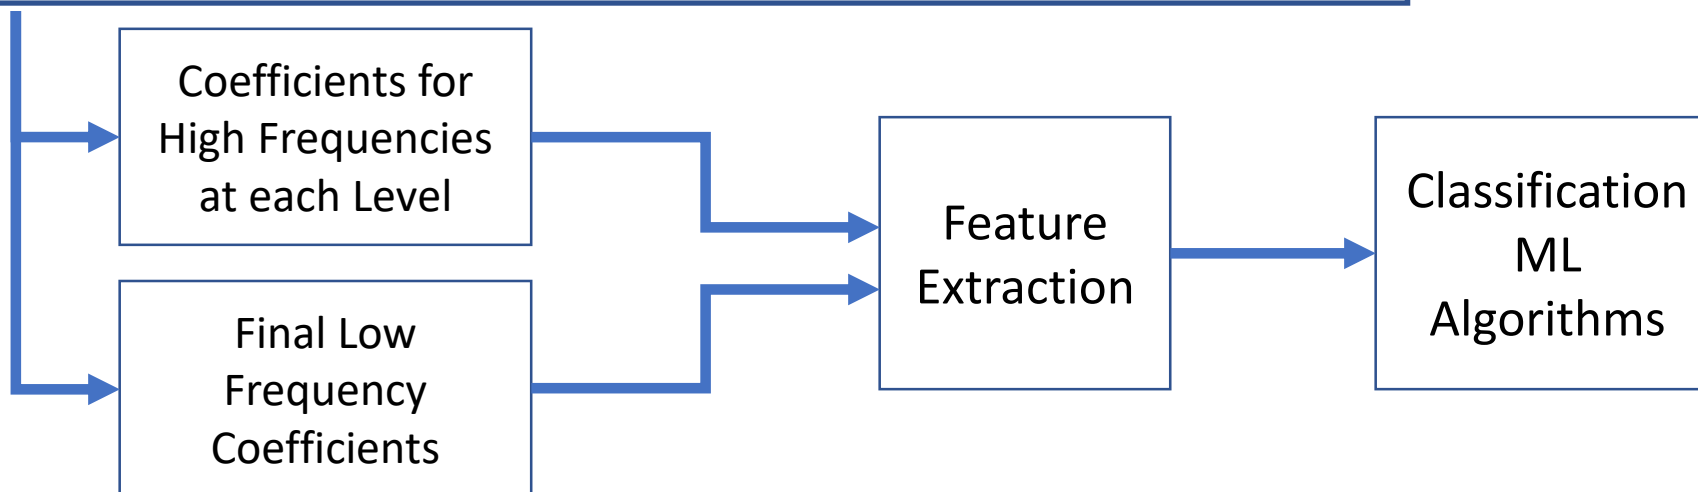 Coefficients for
High Frequencies
at each Level
Final Low
Frequency
Coefficients
Feature
Extraction
Classification
ML
Algorithms